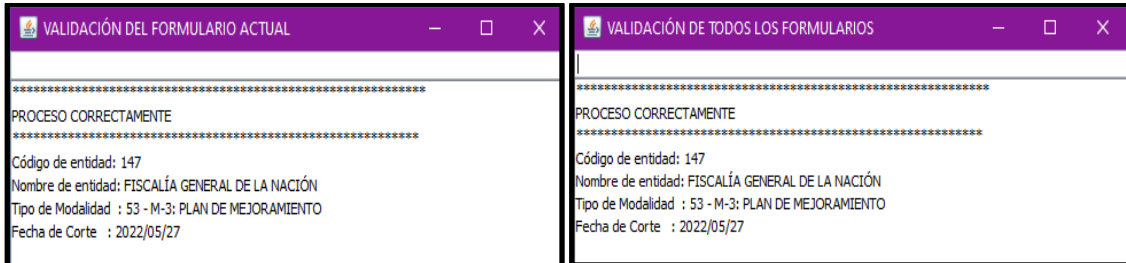 VALIDACIÓN DEL FORMULARIO ACTUAL
************************************************************
PROCESO CORRECTAMENTE
***********************************************************
Código de entidad: 147
Nombre de entidad: FISCALÍA GENERAL DE LA NACIÓN
Tipo de Modalidad : 53 - M-3: PLAN DE MEJORAMIENTO
Fecha de Corte : 2022/05/27
VALIDACIÓN DE TODOS LOS FORMULARIOS
************************************************************
PROCESO CORRECTAMENTE
***********************************************************
Código de entidad: 147
Nombre de entidad: FISCALÍA GENERAL DE LA NACIÓN
Tipo de Modalidad : 53 - M-3: PLAN DE MEJORAMIENTO
Fecha de Corte : 2022/05/27